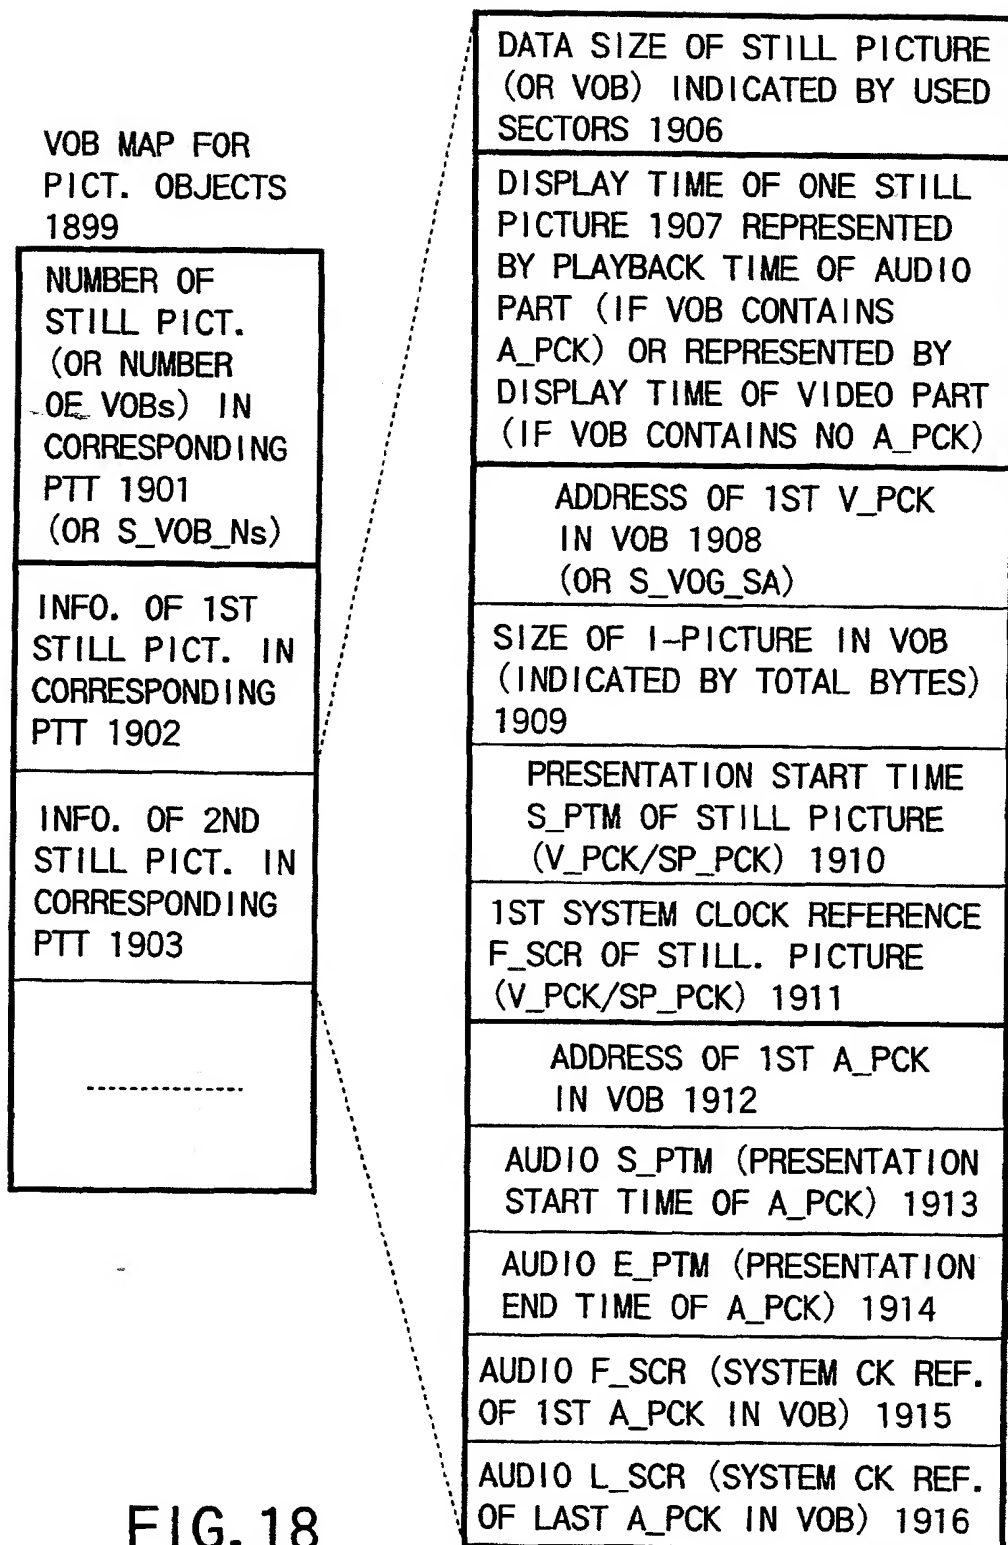 VOB MAP FOR
PICT. OBJECTS
1899
NUMBER OF
STILL PICT.
(OR NUMBER
OF VOBs) IN
CORRESPONDING
PTT 1901
(OR S_VOB_Ns)
INFO. OF 1ST
STILL PICT. IN
CORRESPONDING
PTT 1902
INFO. OF 2ND
STILL PICT. IN
CORRESPONDING
PTT 1903
DATA SIZE OF STILL PICTURE
(OR VOB) INDICATED BY USED
SECTORS 1906
DISPLAY TIME OF ONE STILL
PICTURE 1907 REPRESENTED
BY PLAYBACK TIME OF AUDIO
PART (IF VOB CONTAINS
A_PCK) OR REPRESENTED BY
DISPLAY TIME OF VIDEO PART
(IF VOB CONTAINS NO A_PCK)
ADDRESS OF 1ST V_PCK
IN VOB 1908
(OR S_VOG_SA)
SIZE OF I-PICTURE IN VOB
(INDICATED BY TOTAL BYTES)
1909
PRESENTATION START TIME
S_PTM OF STILL PICTURE
(V_PCK/SP_PCK) 1910
1ST SYSTEM CLOCK REFERENCE
F_SCR OF STILL. PICTURE
(V_PCK/SP_PCK) 1911
ADDRESS OF 1ST A_PCK
IN VOB 1912
AUDIO S_PTM (PRESENTATION
START TIME OF A_PCK) 1913
AUDIO E_PTM (PRESENTATION
END TIME OF A_PCK) 1914
AUDIO F_SCR (SYSTEM CK REF.
OF 1ST A_PCK IN VOB) 1915
AUDIO L_SCR (SYSTEM CK REF.
OF LAST A_PCK IN VOB) 1916
FIG. 18